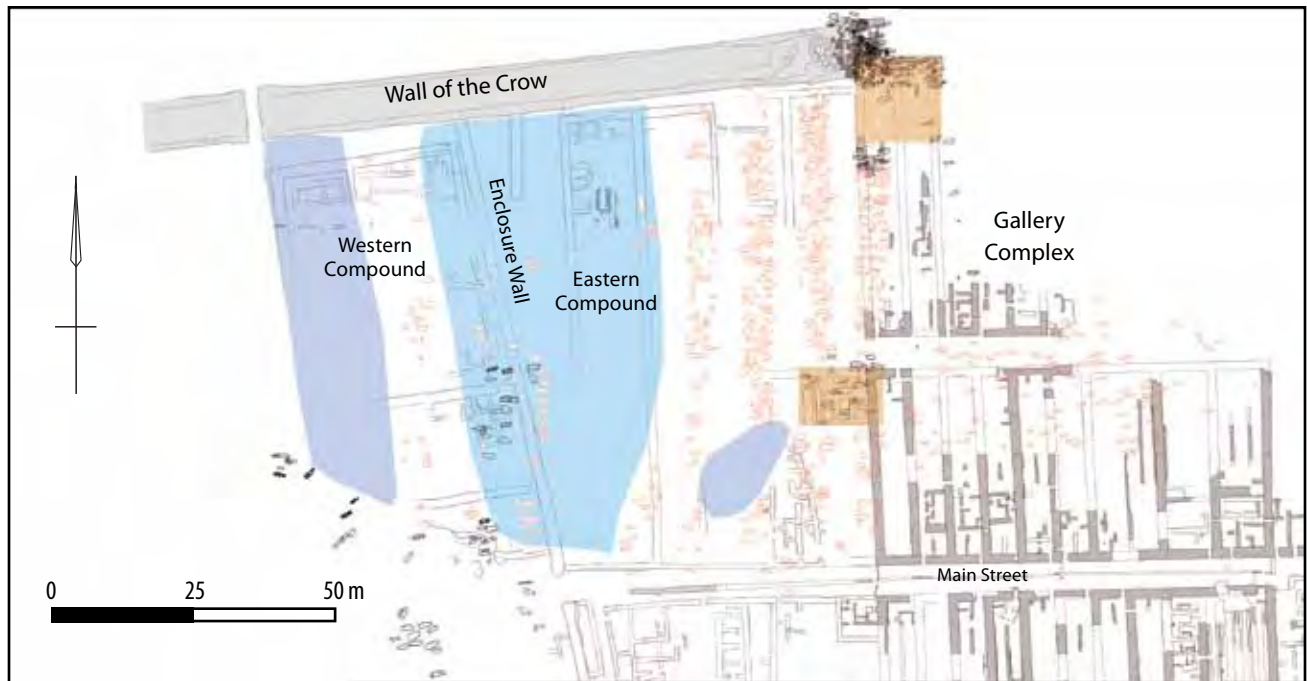 Wall of the Crow
Enclosure Wall
Western
Compound
Eastern
Compound
Gallery
Complex
Main Street
0 25 50 m